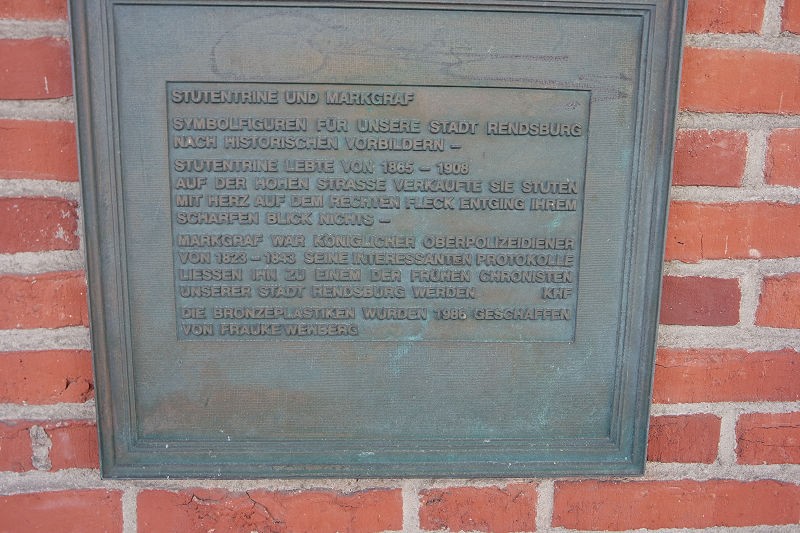 STUTENTRINE UND MARKGRAF
SYMBOLFIGUREN FÜR UNSERE STADT RENDSBURG
NACH HISTORISCHEN VORBILDERN –
STUTENTRINE LEBTE VON 1865 – 1908
AUF DER HOHEN STRASSE VERKAUFTE SIE STUTEN
MIT HERZ AUF DEM RECHTEN FLECK ENTGING IHREM
SCHARFEN BLICK NICHTS –
MARKGRAF WAR KÖNIGLICHER OBERPOLIZEIDIENER
VON 1823 – 1843 SEINE INTERESSANTEN PROTOKOLLE
LIESSEN IHN ZU EINEM DER FRÜHEN CHRONISTEN
UNSERER STADT RENDSBURG WERDEN KHF
DIE BRONZEPLASTIKEN WURDEN 1986 GESCHAFFEN
VON FRAUKE WEHBERG